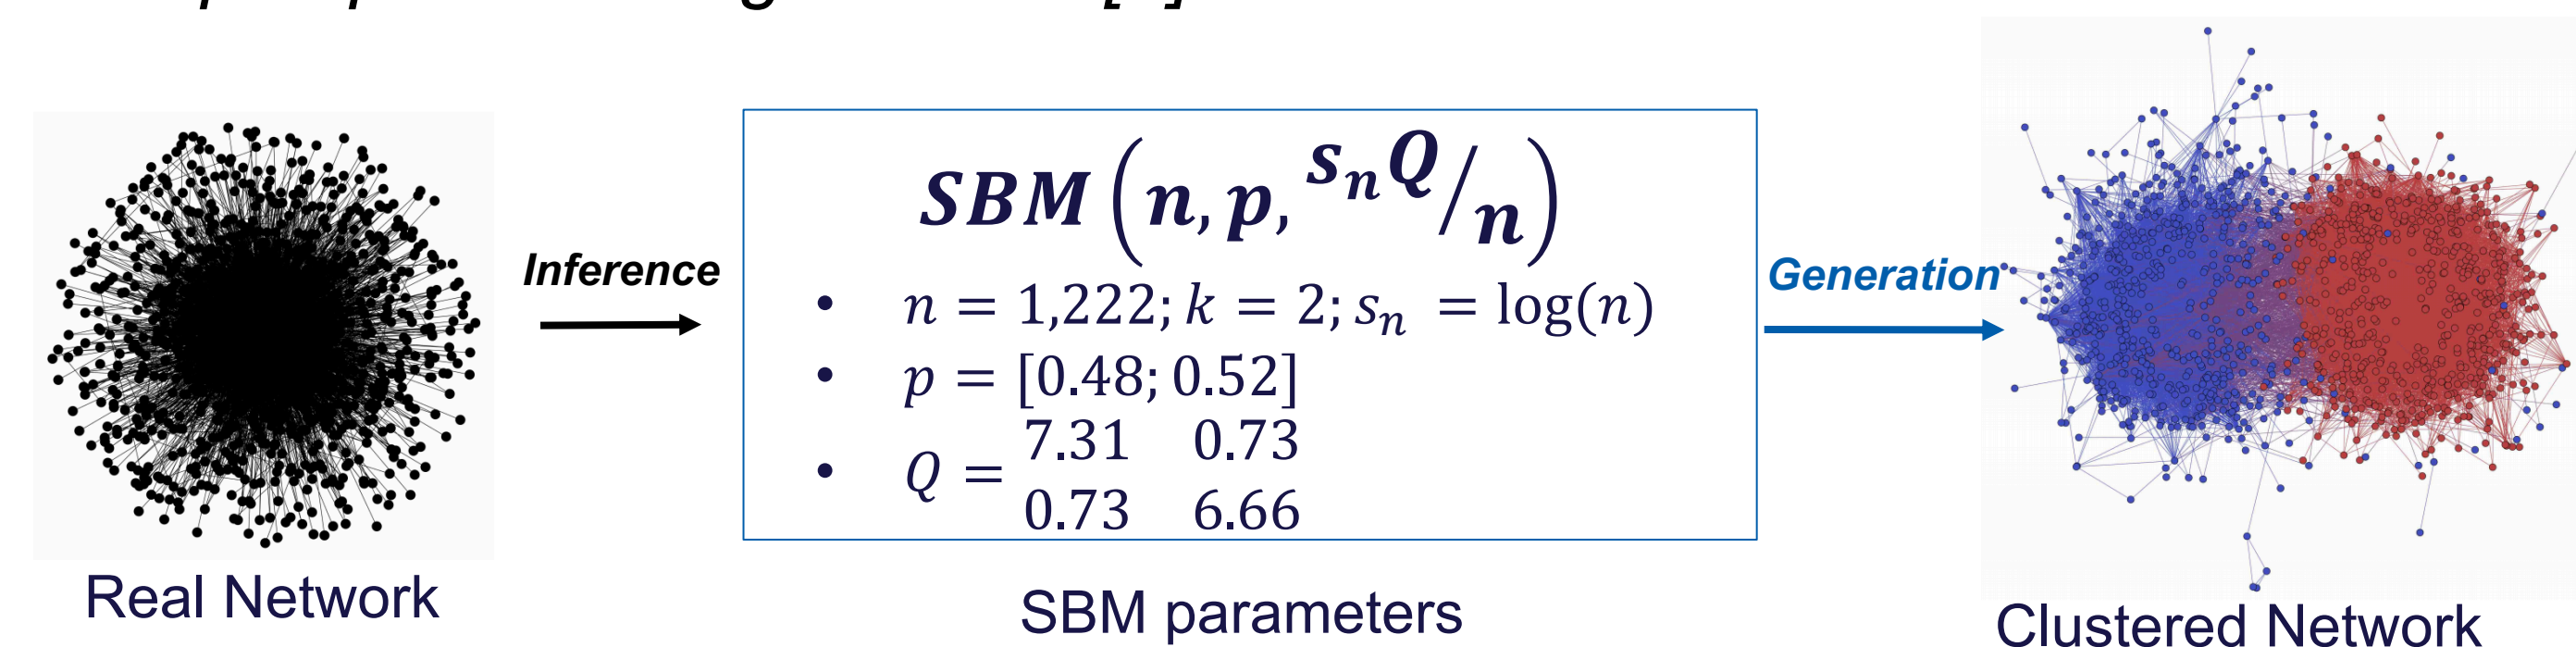 Real Network
Inference
SBM (n, p, s_n Q / n)
• n = 1,222; k = 2; s_n = log(n)
• p = [0.48; 0.52]
• Q =
7.31 0.73
0.73 6.66
SBM parameters
Generation
Clustered Network